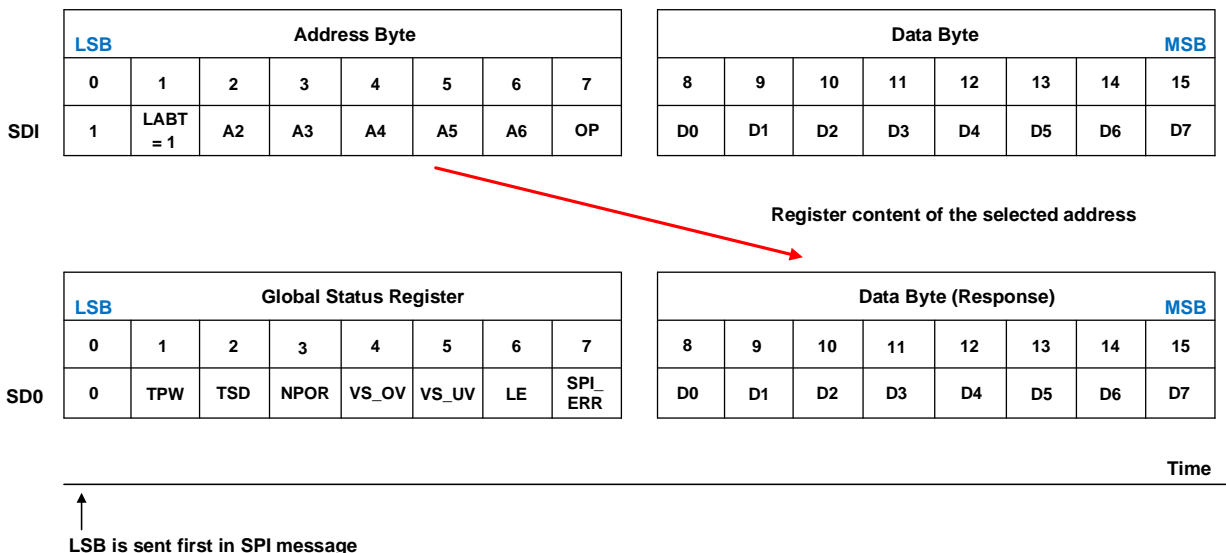 Address Byte
Data Byte
LSB
MSB
0 1 2 3 4 5 6 7 8 9 10 11 12 13 14 15
SDI 1 LABT = 1 A2 A3 A4 A5 A6 OP D0 D1 D2 D3 D4 D5 D6 D7
Register content of the selected address
Global Status Register
Data Byte (Response)
LSB
MSB
0 1 2 3 4 5 6 7 8 9 10 11 12 13 14 15
SD0 0 TPW TSD NPOR VS_OV VS_UV LE SPI_ERR D0 D1 D2 D3 D4 D5 D6 D7
Time
LSB is sent first in SPI message